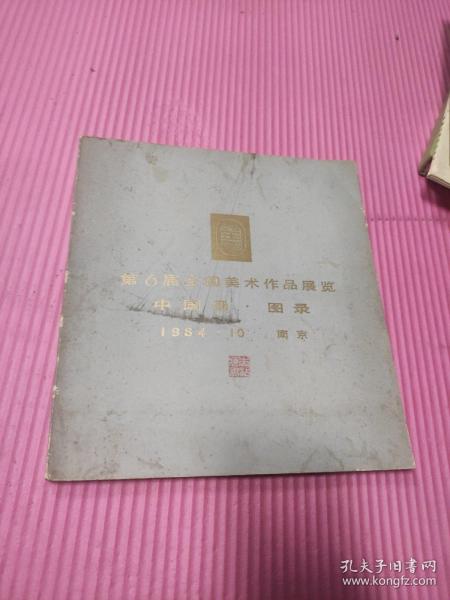 第6届全国美术作品展览
中国画·图录
1984·10 南京
孔夫子旧书网
www.kongfz.com